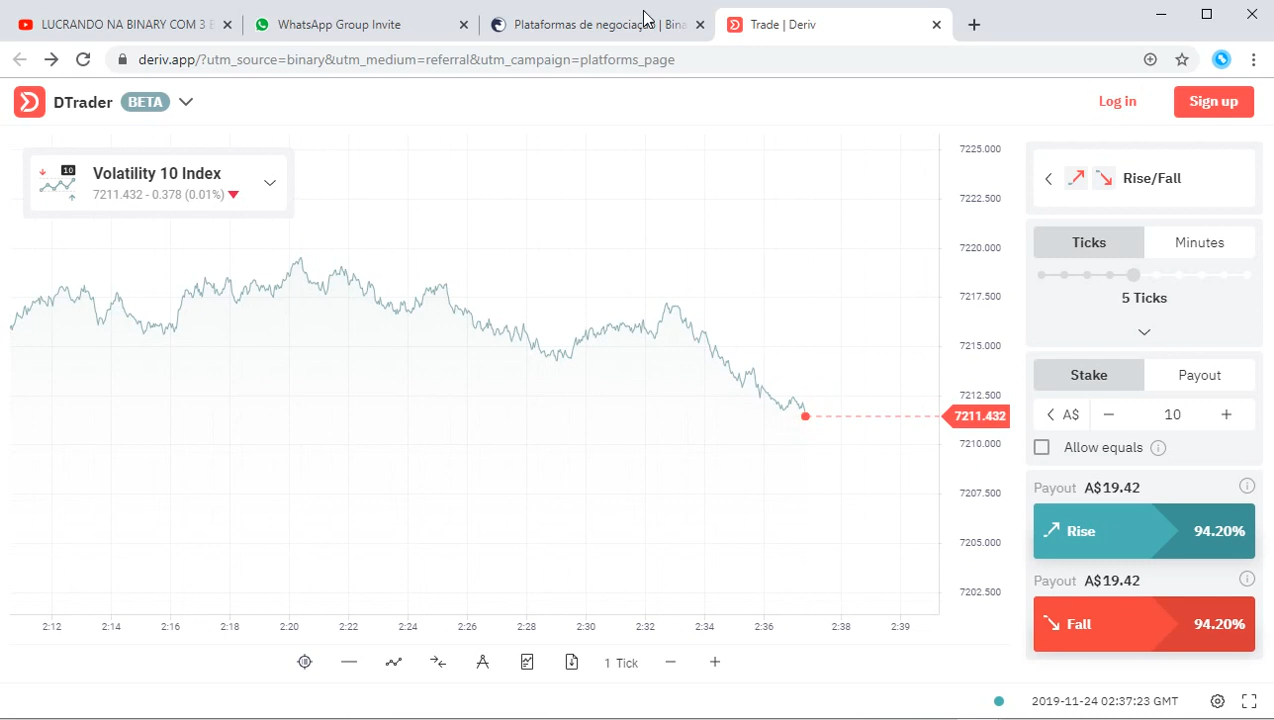 LUCRANDO NA BINARY COM 3 E
WhatsApp Group Invite
Plataformas de negociação | Bina
Trade | Deriv
deriv.app/?utm_source=binary&utm_medium=referral&utm_campaign=platforms_page
DTrader BETA
Log in
Sign up
10
Volatility 10 Index
7211.432 - 0.378 (0.01%)
7225.000
7222.500
7220.000
7217.500
7215.000
7212.500
7211.432
7210.000
7207.500
7205.000
7202.500
2:12 2:14 2:16 2:18 2:20 2:22 2:24 2:26 2:28 2:30 2:32 2:34 2:36 2:38 2:39
1 Tick
Rise/Fall
Ticks Minutes
5 Ticks
Stake Payout
A$ − 10 +
Allow equals
Payout A$19.42
Rise 94.20%
Payout A$19.42
Fall 94.20%
2019-11-24 02:37:23 GMT